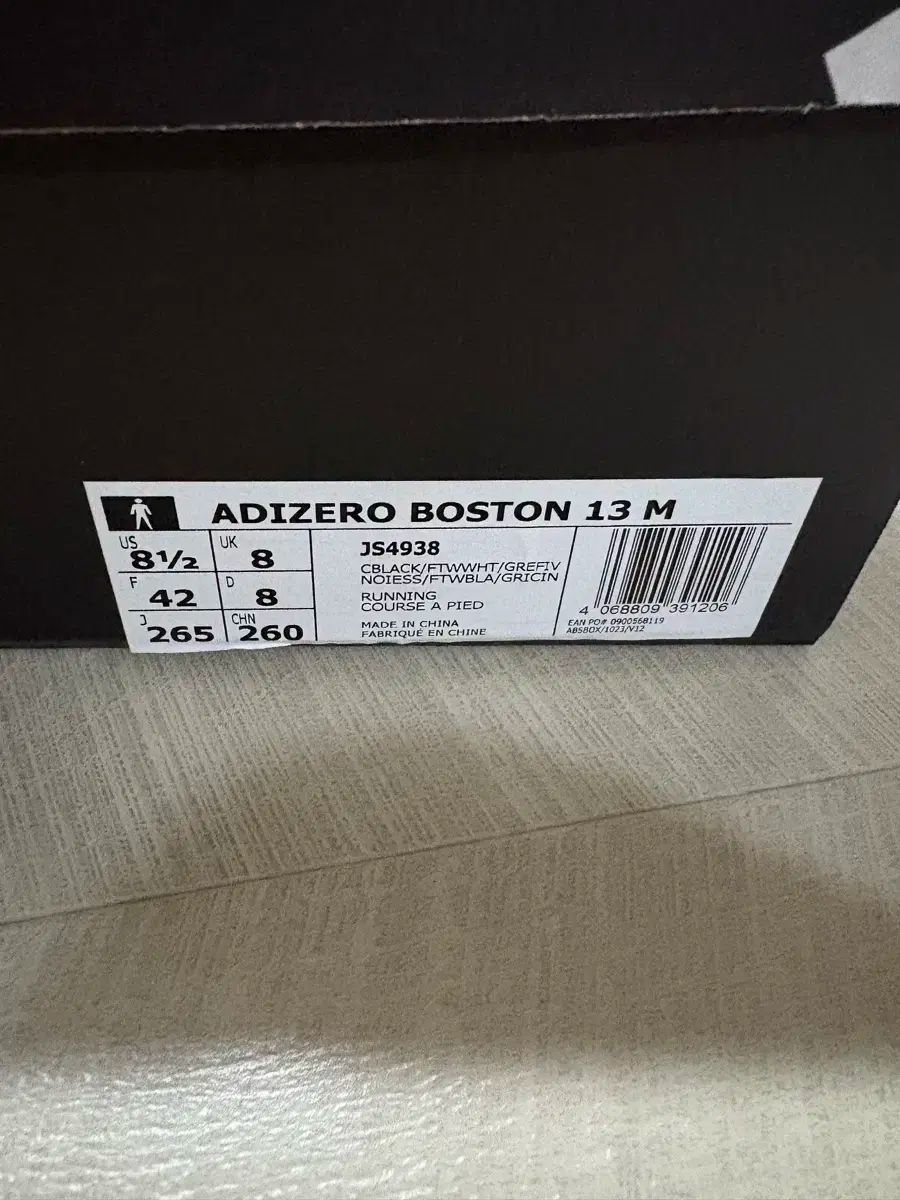 ADIZERO BOSTON 13 M
US 8½ UK 8
F 42 D 8
J 265 CHN 260
JS4938
CBLACK/FTWWHT/GREFIV
NOIESS/FTWBLA/GRICIN
RUNNING
COURSE A PIED
MADE IN CHINA
FABRIQUÉ EN CHINE
4 068809 391206
EAN PO# 0900568119
ABSBOX/1023/V12